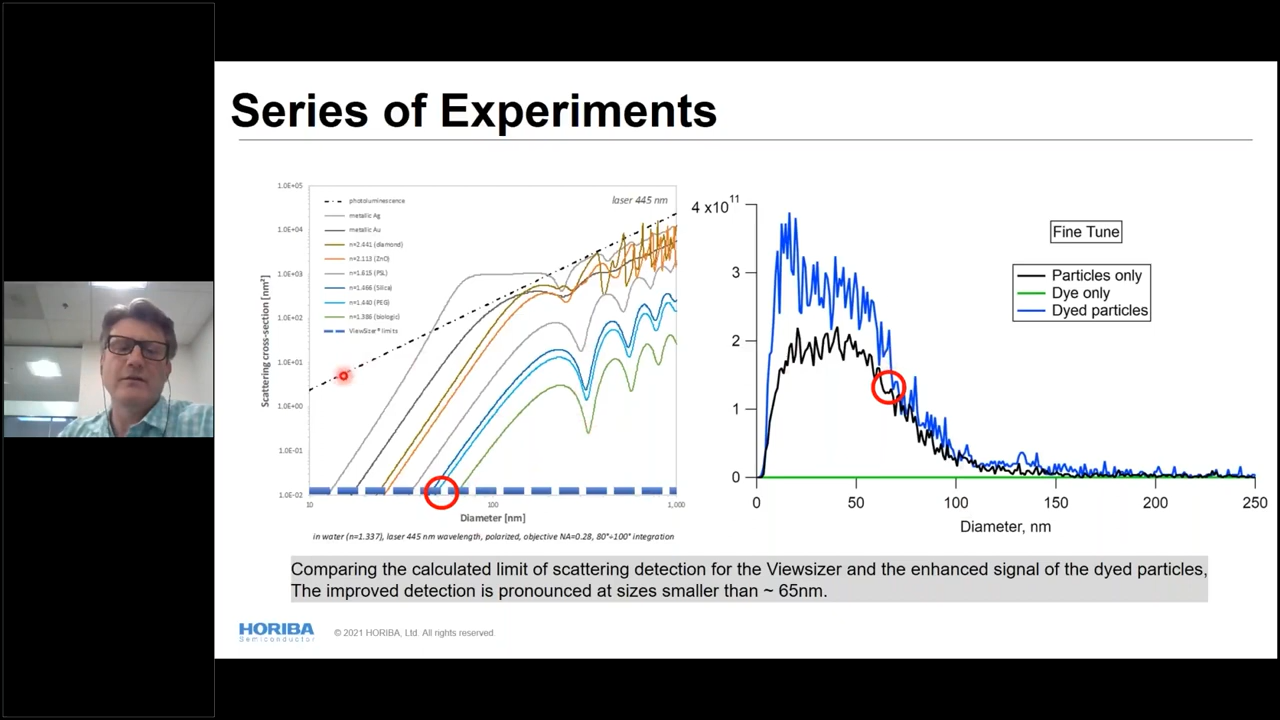 Series of Experiments
1.0E+05
1.0E+04
1.0E+03
1.0E+02
1.0E+01
1.0E+00
1.0E-01
1.0E-02
Scattering cross-section [nm²]
photoluminescence
metallic Ag
metallic Au
n=2.441 (diamond)
n=2.113 (ZnO)
n=1.615 (PSL)
n=1.466 (Silica)
n=1.440 (PEG)
n=1.386 (biologic)
ViewSizer® limits
laser 445 nm
10
100
1,000
Diameter [nm]
in water (n=1.337), laser 445 nm wavelength, polarized, objective NA=0.28, 80°÷100° integration
4 x10¹¹
3
2
1
0
Fine Tune
Particles only
Dye only
Dyed particles
0
50
100
150
200
250
Diameter, nm
Comparing the calculated limit of scattering detection for the Viewsizer and the enhanced signal of the dyed particles,
The improved detection is pronounced at sizes smaller than ~ 65nm.
HORIBA
Semiconductor
© 2021 HORIBA, Ltd. All rights reserved.